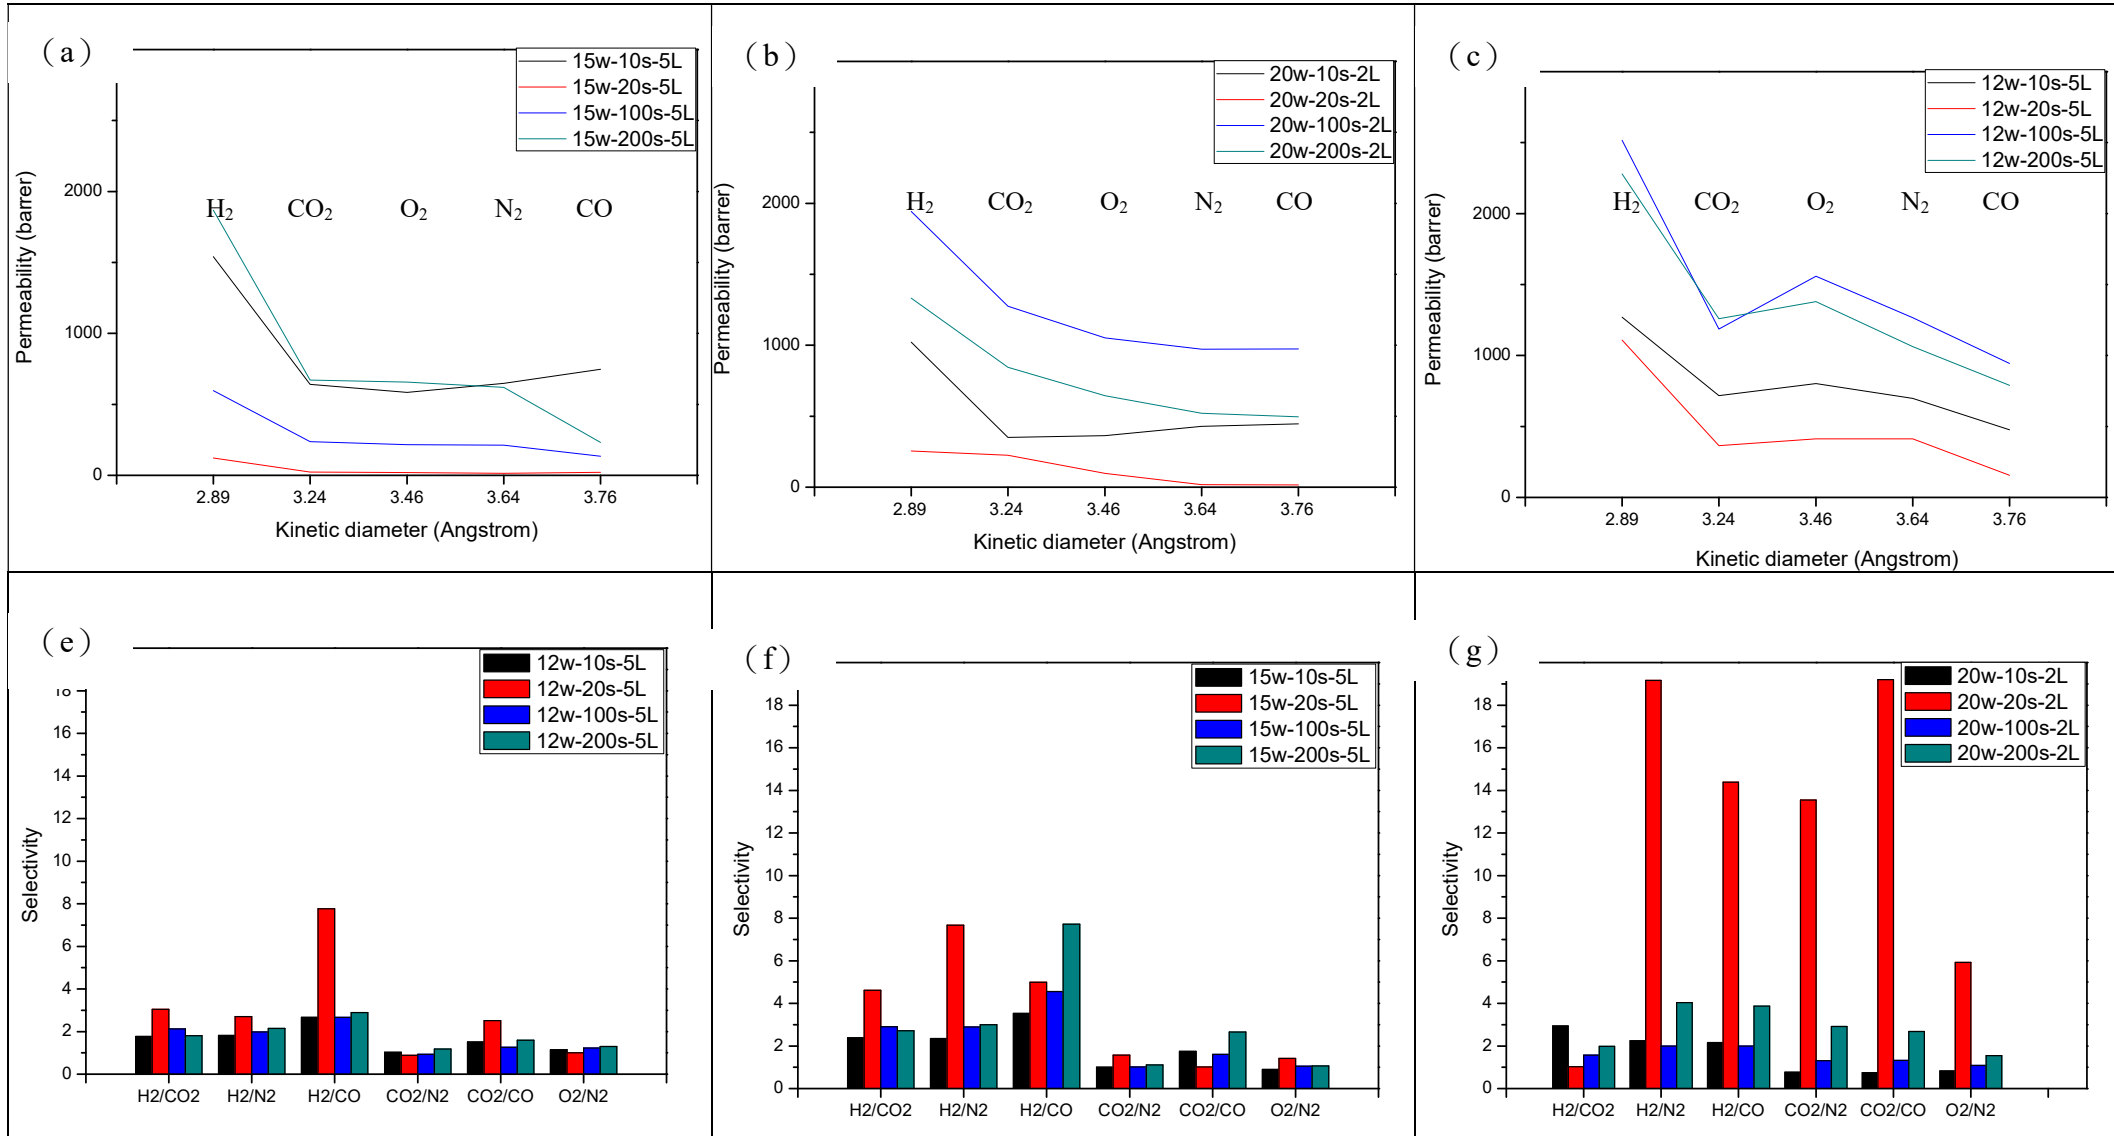 (a)
15w-10s-5L
15w-20s-5L
15w-100s-5L
15w-200s-5L
2000
1000
0
H₂ CO₂ O₂ N₂ CO
Permeability (barrer)
2.89 3.24 3.46 3.64 3.76
Kinetic diameter (Angstrom)
(b)
20w-10s-2L
20w-20s-2L
20w-100s-2L
20w-200s-2L
2000
1000
0
H₂ CO₂ O₂ N₂ CO
Permeability (barrer)
2.89 3.24 3.46 3.64 3.76
Kinetic diameter (Angstrom)
(c)
12w-10s-5L
12w-20s-5L
12w-100s-5L
12w-200s-5L
2000
1000
0
H₂ CO₂ O₂ N₂ CO
Permeability (barrer)
2.89 3.24 3.46 3.64 3.76
Kinetic diameter (Angstrom)
(e)
12w-10s-5L
12w-20s-5L
12w-100s-5L
12w-200s-5L
18
16
14
12
10
8
6
4
2
0
Selectivity
H2/CO2 H2/N2 H2/CO CO2/N2 CO2/CO O2/N2
(f)
15w-10s-5L
15w-20s-5L
15w-100s-5L
15w-200s-5L
18
16
14
12
10
8
6
4
2
0
Selectivity
H2/CO2 H2/N2 H2/CO CO2/N2 CO2/CO O2/N2
(g)
20w-10s-2L
20w-20s-2L
20w-100s-2L
20w-200s-2L
18
16
14
12
10
8
6
4
2
0
Selectivity
H2/CO2 H2/N2 H2/CO CO2/N2 CO2/CO O2/N2